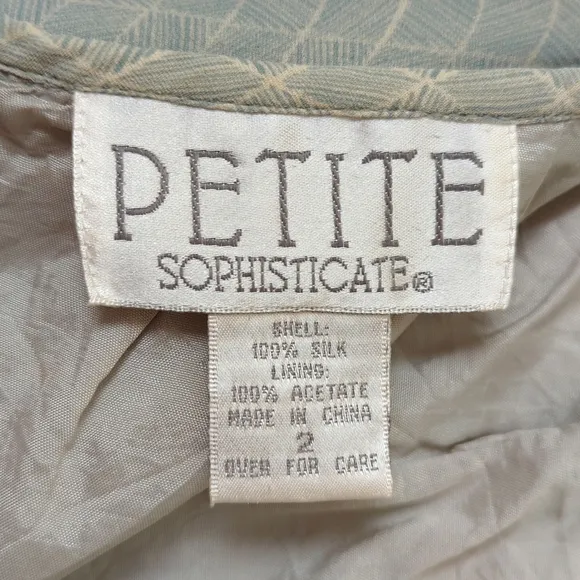 PETITE
SOPHISTICATE®
SHELL:
100% SILK
LINING:
100% ACETATE
MADE IN CHINA
2
OVER FOR CARE